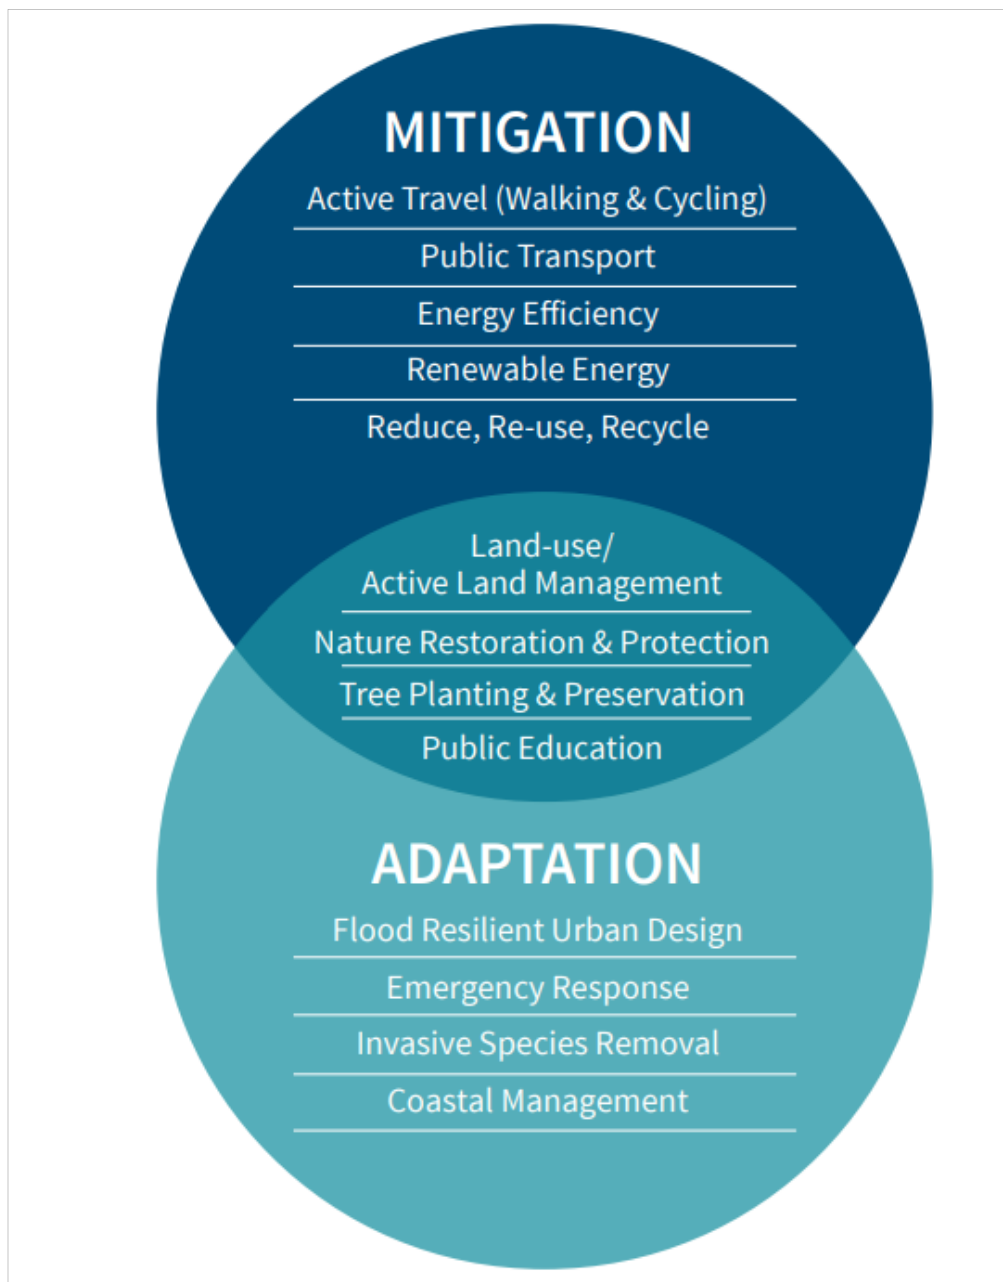 MITIGATION
Active Travel (Walking & Cycling)
Public Transport
Energy Efficiency
Renewable Energy
Reduce, Re-use, Recycle
Land-use/
Active Land Management
Nature Restoration & Protection
Tree Planting & Preservation
Public Education
ADAPTATION
Flood Resilient Urban Design
Emergency Response
Invasive Species Removal
Coastal Management